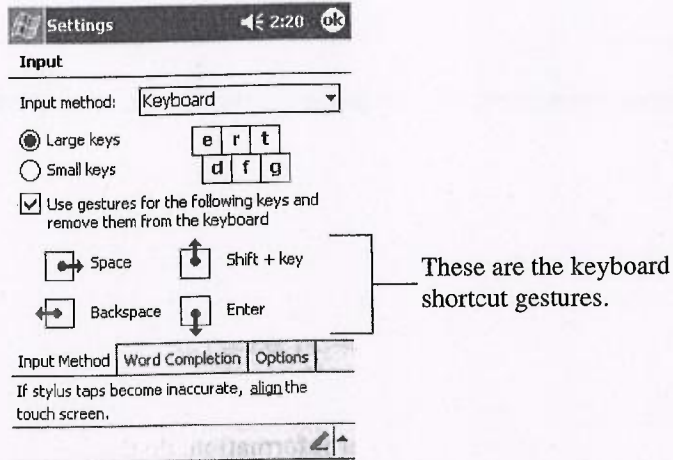 Settings 2:20 ok
Input
Input method: Keyboard
Large keys
e r t
Small keys
d f g
Use gestures for the following keys and
remove them from the keyboard
Space Shift + key
Backspace Enter
These are the keyboard
shortcut gestures.
Input Method Word Completion Options
If stylus taps become inaccurate, align the
touch screen.